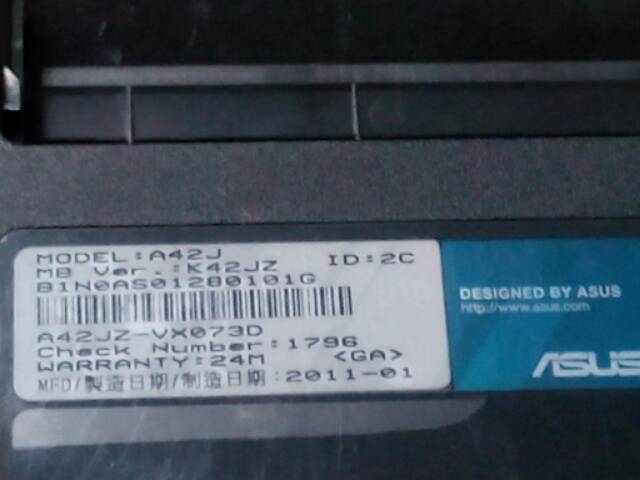 MODEL:A42J ID:2C
MB Ver.:K42JZ
B1N0AS01280101G
A42JZ-VX073D
Check Number:1796
WARRANTY:24M <GA>
MFD/製造日期/制造日期:2011-01
DESIGNED BY ASUS
http://www.asus.com
ASUS